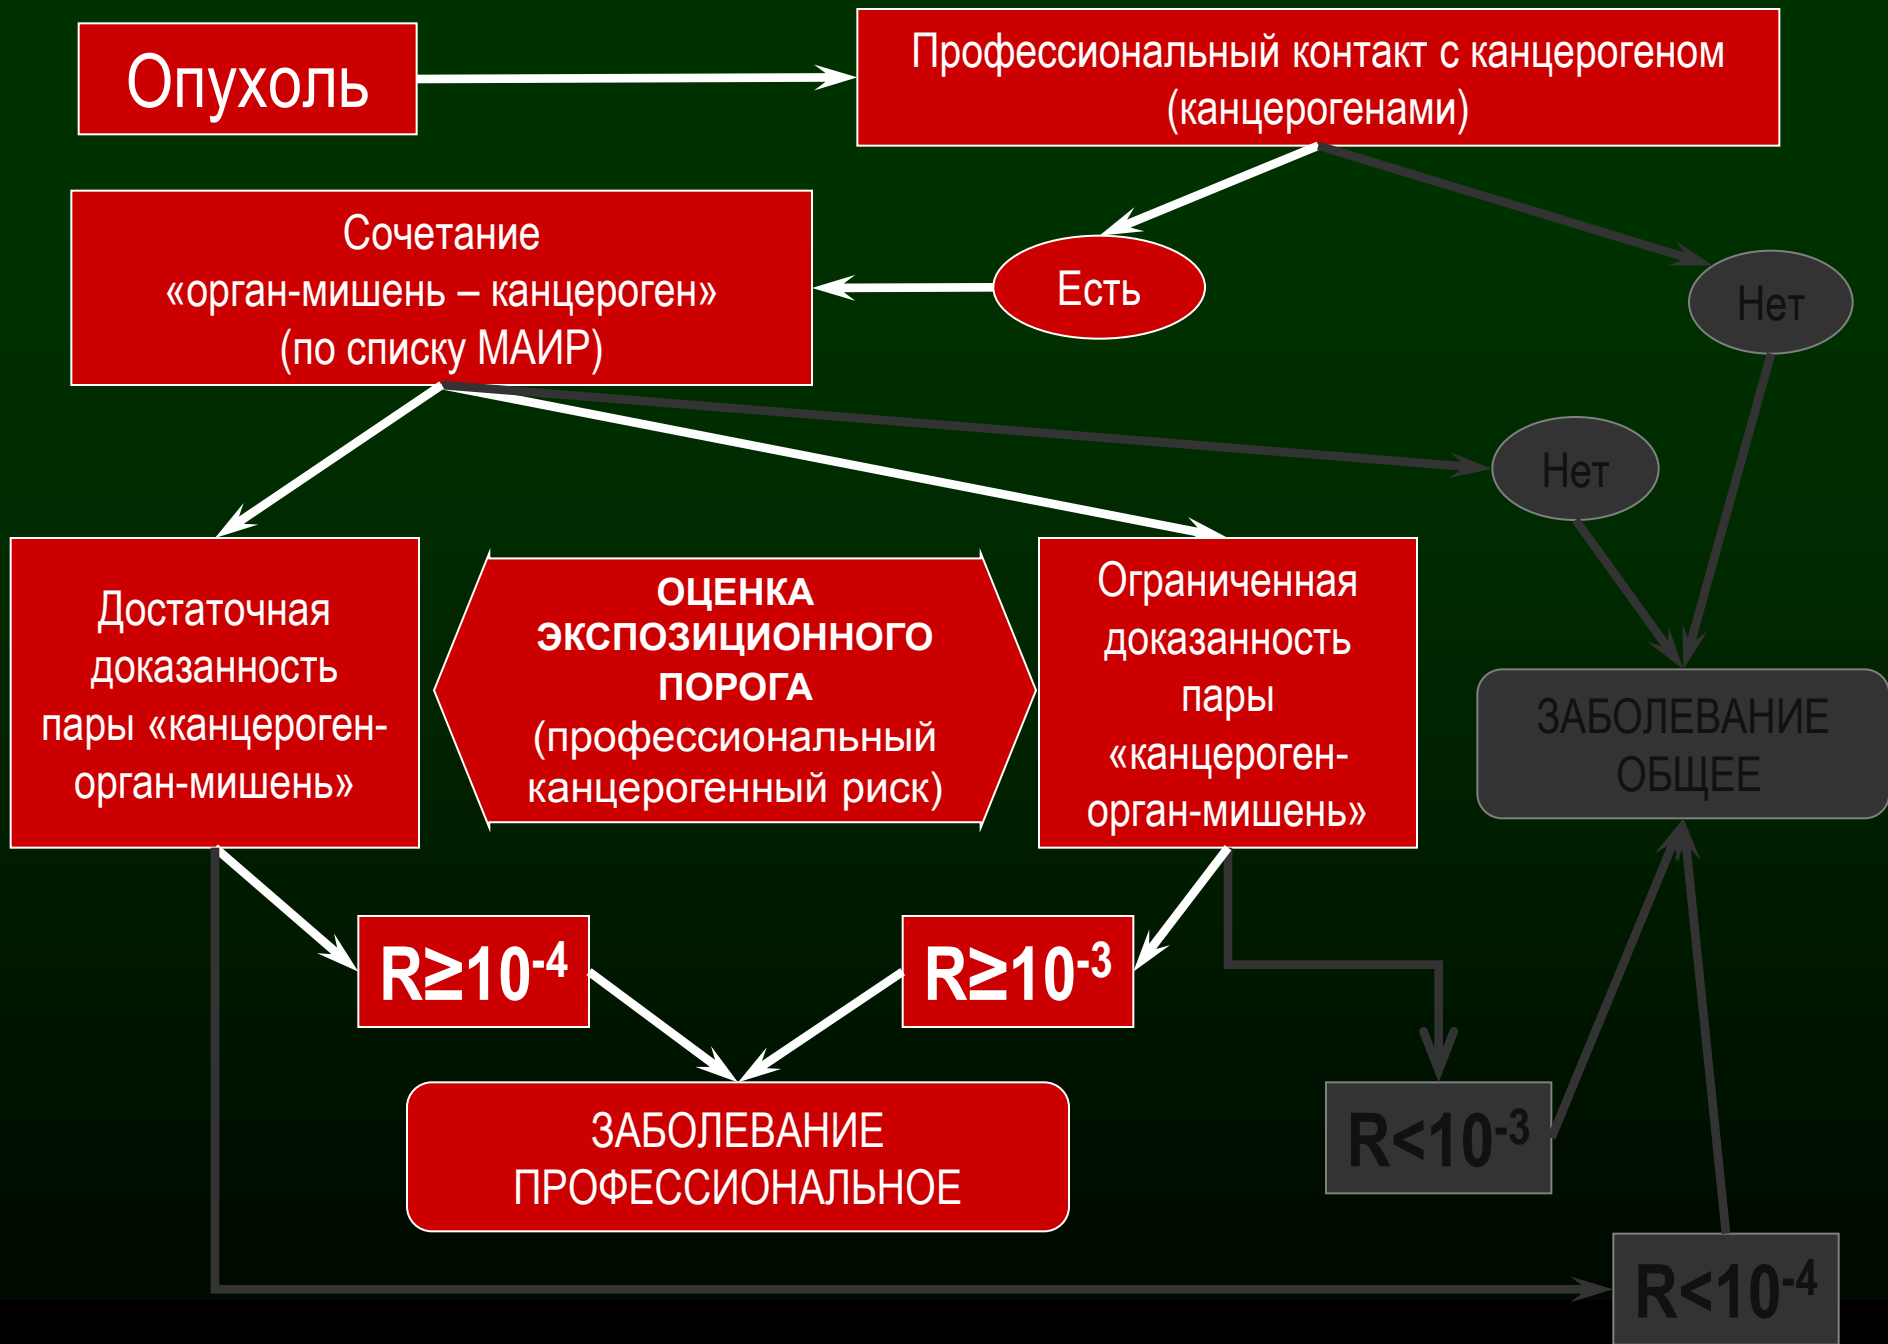 Опухоль
Профессиональный контакт с канцерогеном
(канцерогенами)
Сочетание
«орган-мишень – канцероген»
(по списку МАИР)
Есть
Нет
Нет
Достаточная
доказанность
пары «канцероген-
орган-мишень»
ОЦЕНКА
ЭКСПОЗИЦИОННОГО
ПОРОГА
(профессиональный
канцерогенный риск)
Ограниченная
доказанность
пары
«канцероген-
орган-мишень»
ЗАБОЛЕВАНИЕ
ОБЩЕЕ
R≥10⁻⁴
R≥10⁻³
ЗАБОЛЕВАНИЕ
ПРОФЕССИОНАЛЬНОЕ
R<10⁻³
R<10⁻⁴